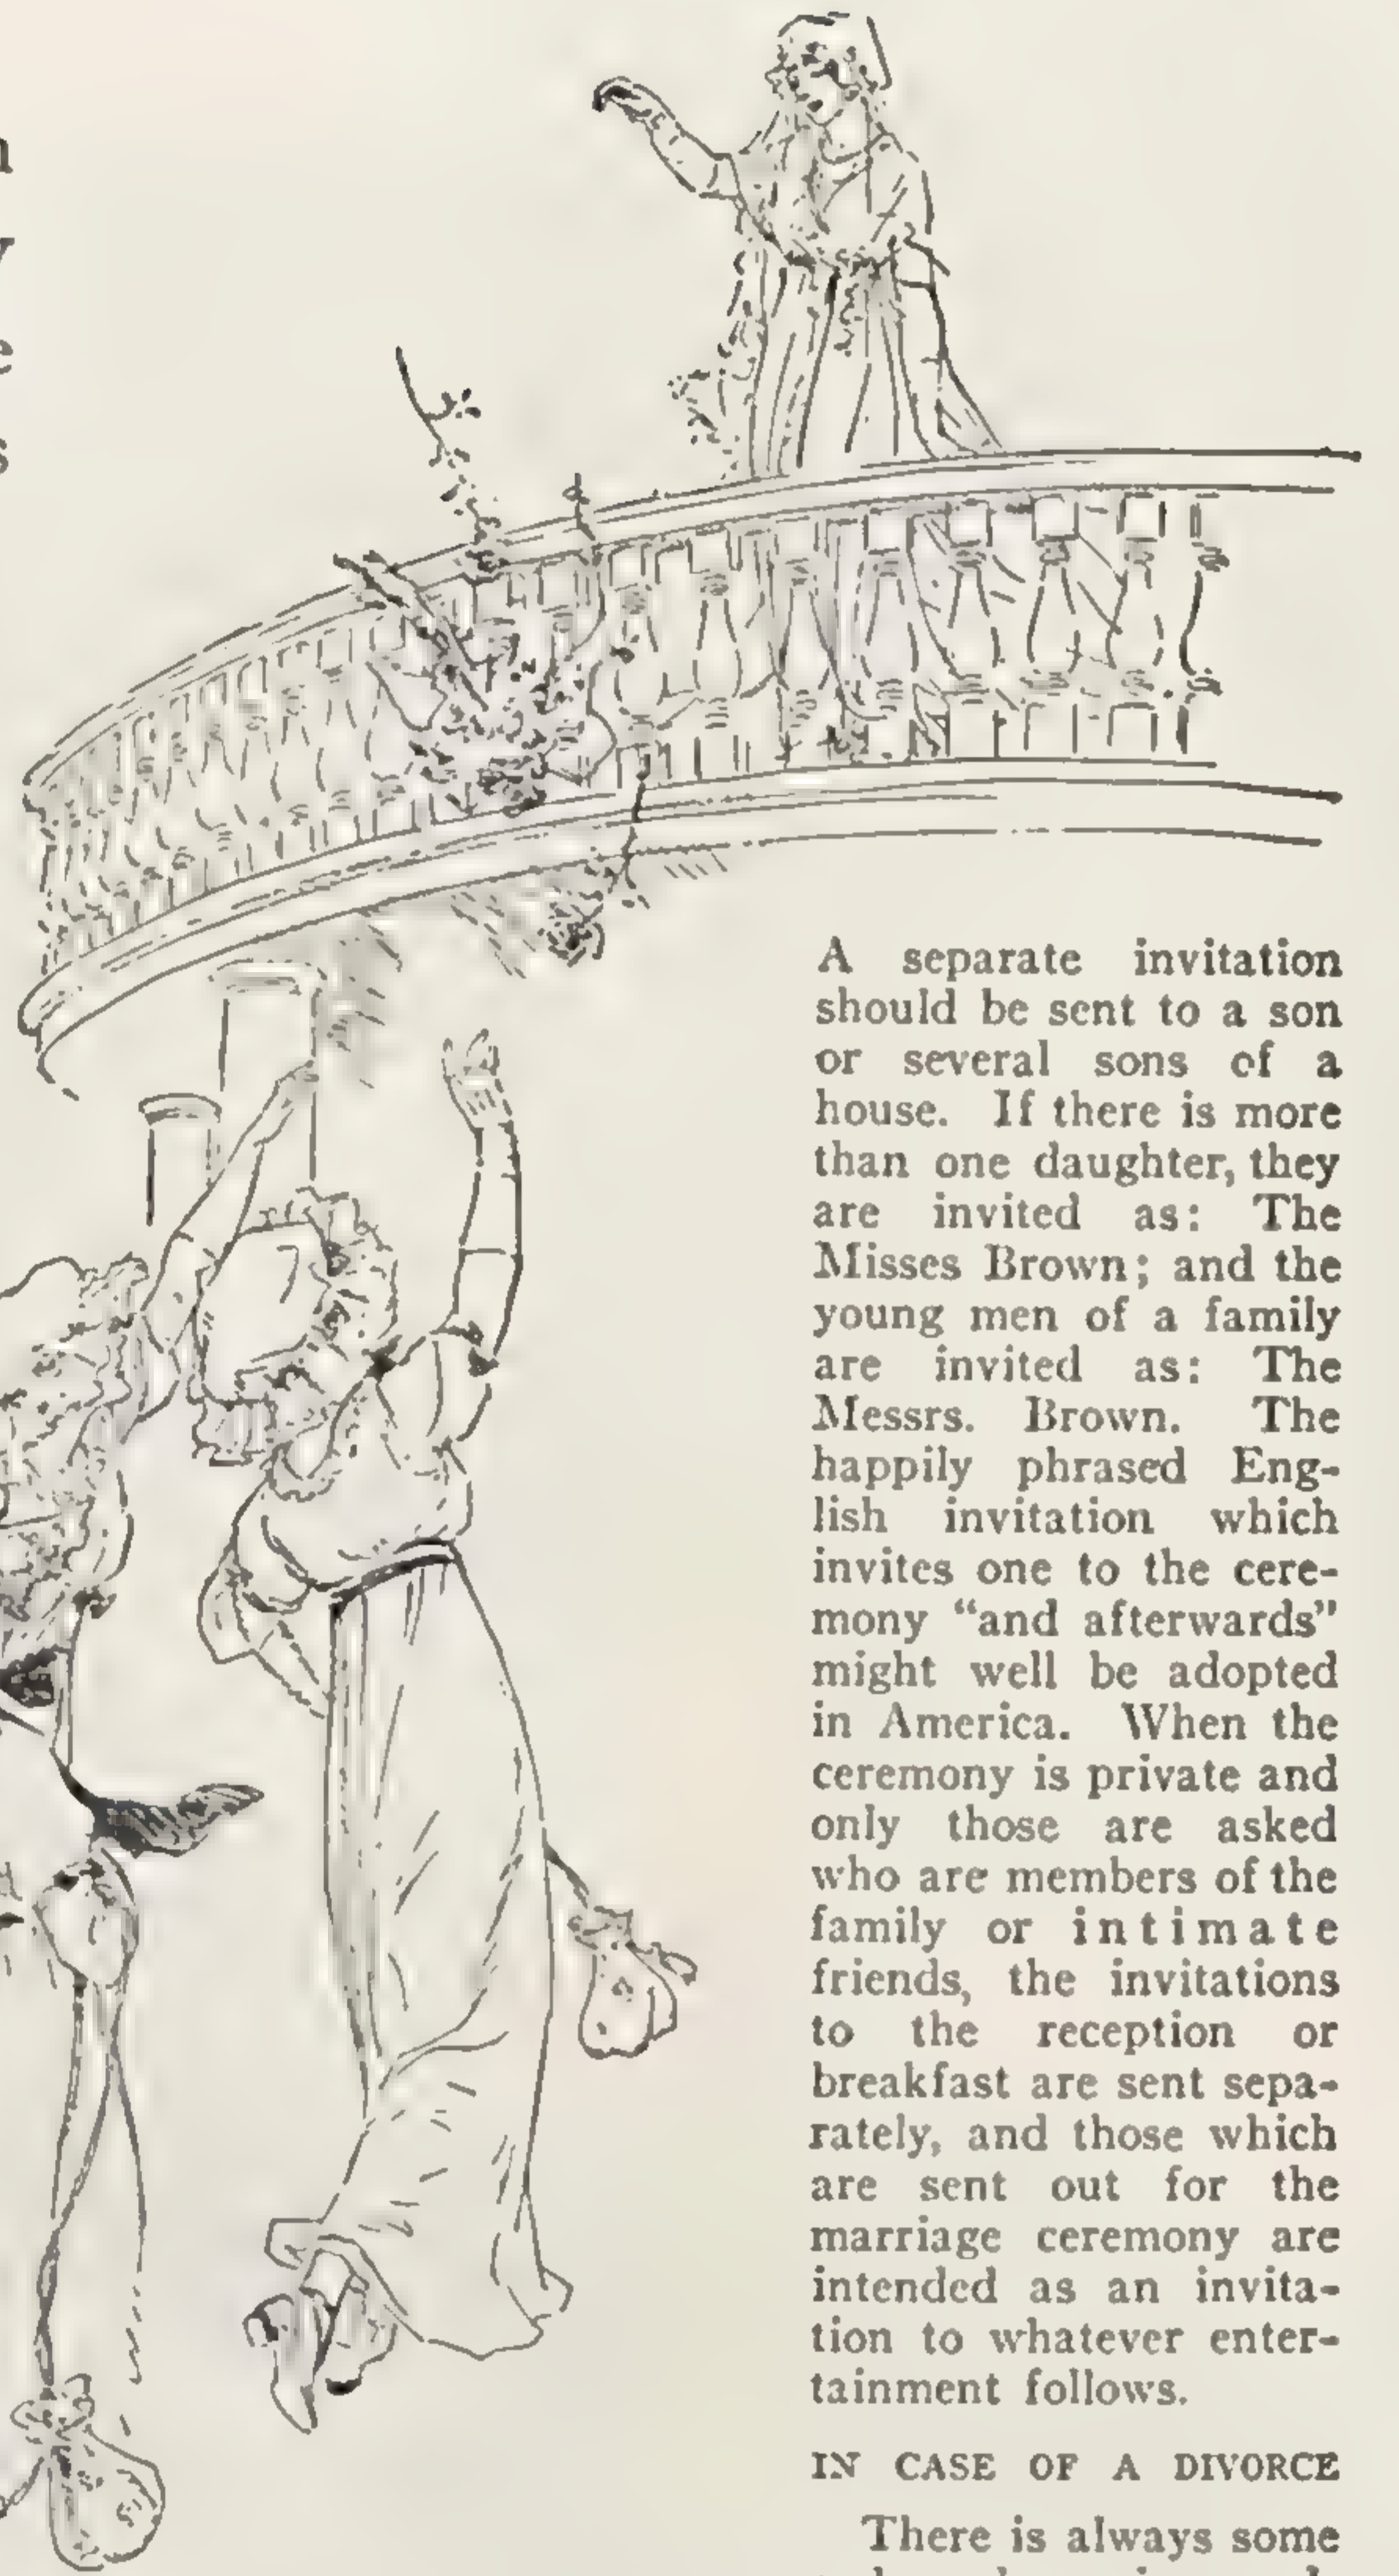 A separate invitation
should be sent to a son
or several sons of a
house. If there is more
than one daughter, they
are invited as: The
Misses Brown; and the
young men of a family
are invited as: The
Messrs. Brown. The
happily phrased Eng-
lish invitation which
invites one to the cere-
mony “and afterwards”
might well be adopted
in America. When the
ceremony is private and
only those are asked
who are members of the
family or intimate
friends, the invitations
to the reception or
breakfast are sent sepa-
rately, and those which
are sent out for the
marriage ceremony are
intended as an invita-
tion to whatever enter-
tainment follows.
IN CASE OF A DIVORCE
There is always some